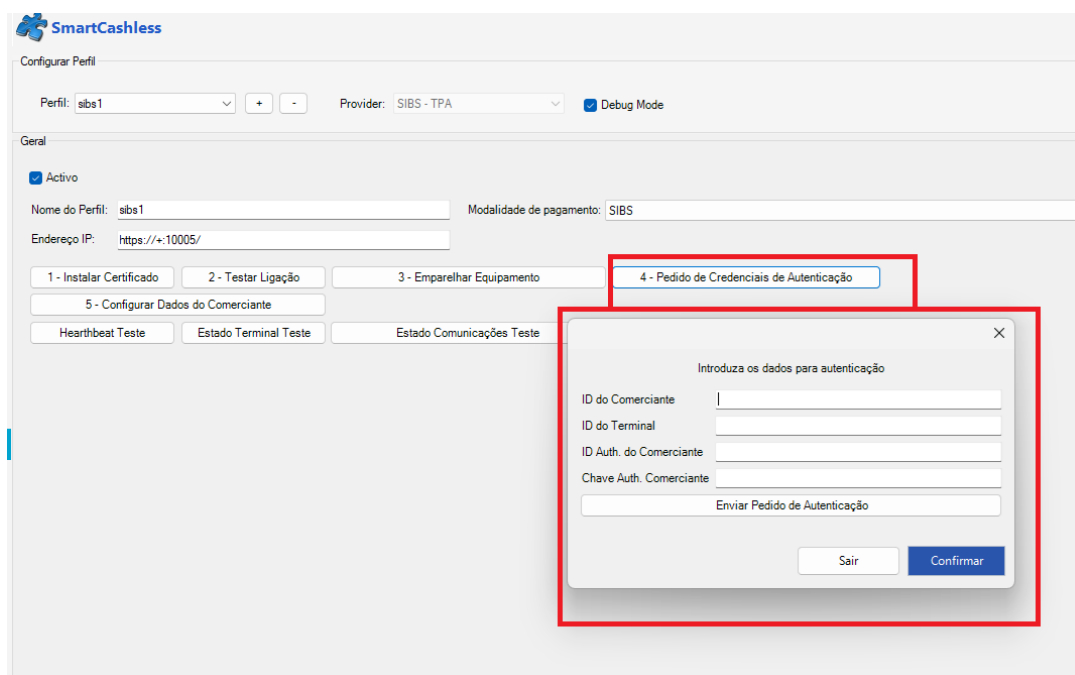 SmartCashless
Configurar Perfil
Perfil: sibs1 + - Provider: SIBS - TPA Debug Mode
Geral
Activo
Nome do Perfil: sibs1 Modalidade de pagamento: SIBS
Endereço IP: https://+:10005/
1 - Instalar Certificado 2 - Testar Ligação 3 - Emparelhar Equipamento 4 - Pedido de Credenciais de Autenticação
5 - Configurar Dados do Comerciante
Hearthbeat Teste Estado Terminal Teste Estado Comunicações Teste
Introduza os dados para autenticação
ID do Comerciante
ID do Terminal
ID Auth. do Comerciante
Chave Auth. Comerciante
Enviar Pedido de Autenticação
Sair Confirmar